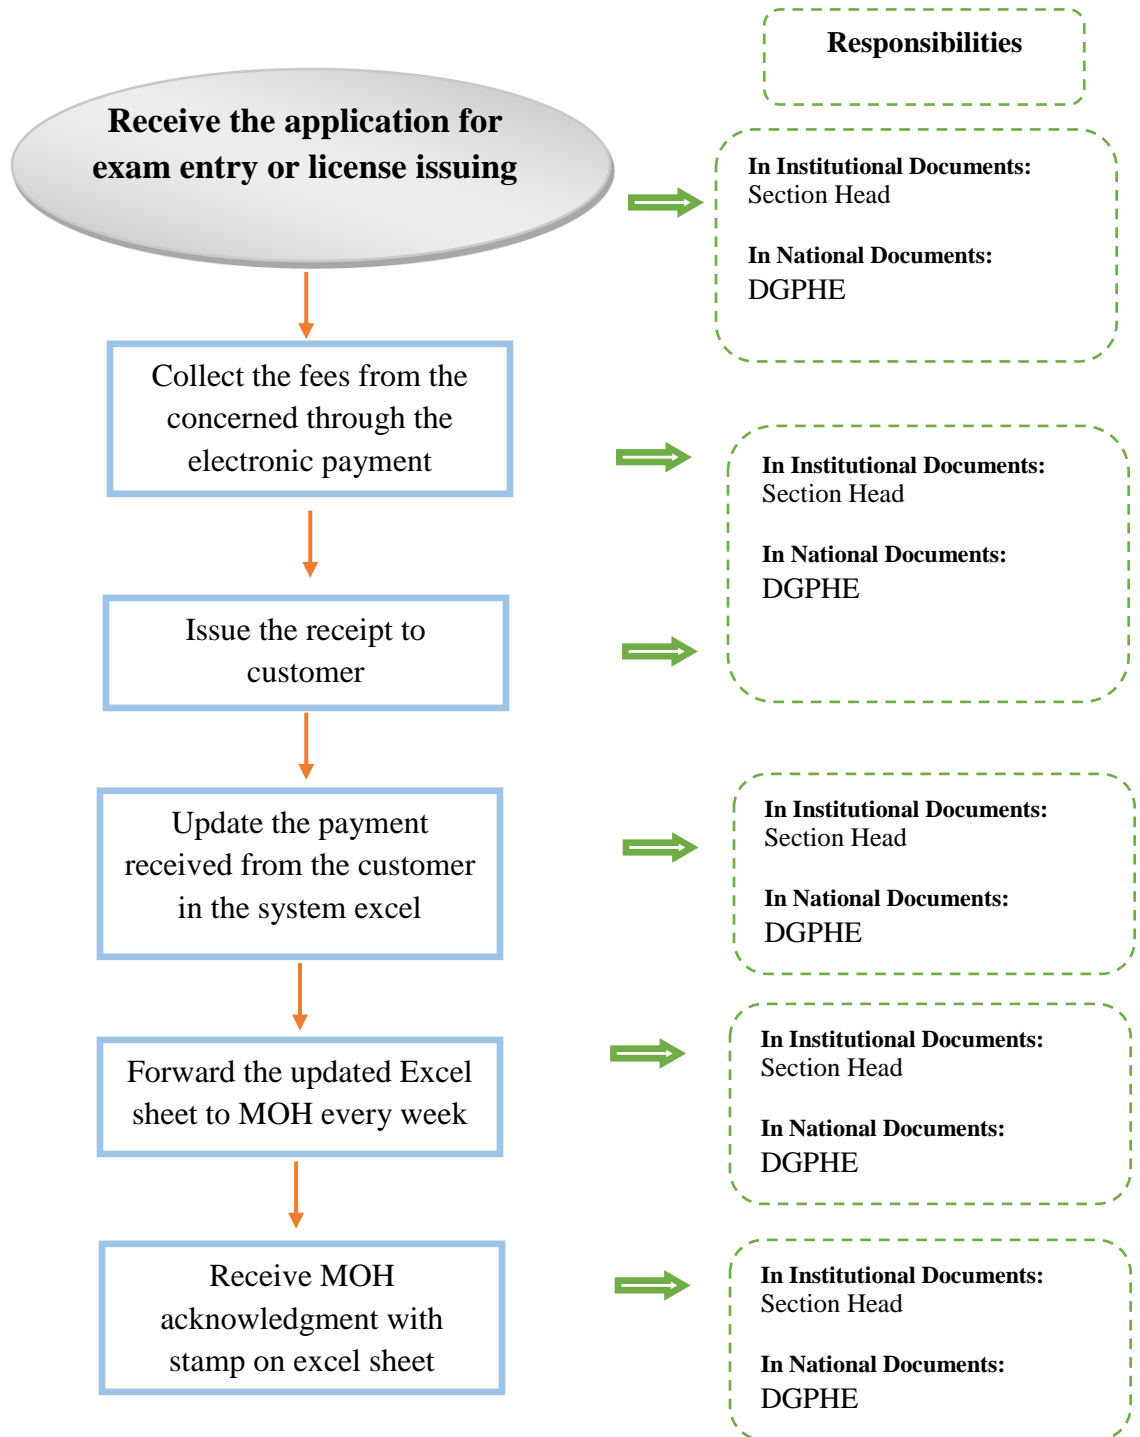 Responsibilities
Receive the application for
exam entry or license issuing
In Institutional Documents:
Section Head
In National Documents:
DGPHE
Collect the fees from the
concerned through the
electronic payment
In Institutional Documents:
Section Head
In National Documents:
DGPHE
Issue the receipt to
customer
Update the payment
received from the customer
in the system excel
In Institutional Documents:
Section Head
In National Documents:
DGPHE
Forward the updated Excel
sheet to MOH every week
In Institutional Documents:
Section Head
In National Documents:
DGPHE
Receive MOH
acknowledgment with
stamp on excel sheet
In Institutional Documents:
Section Head
In National Documents:
DGPHE